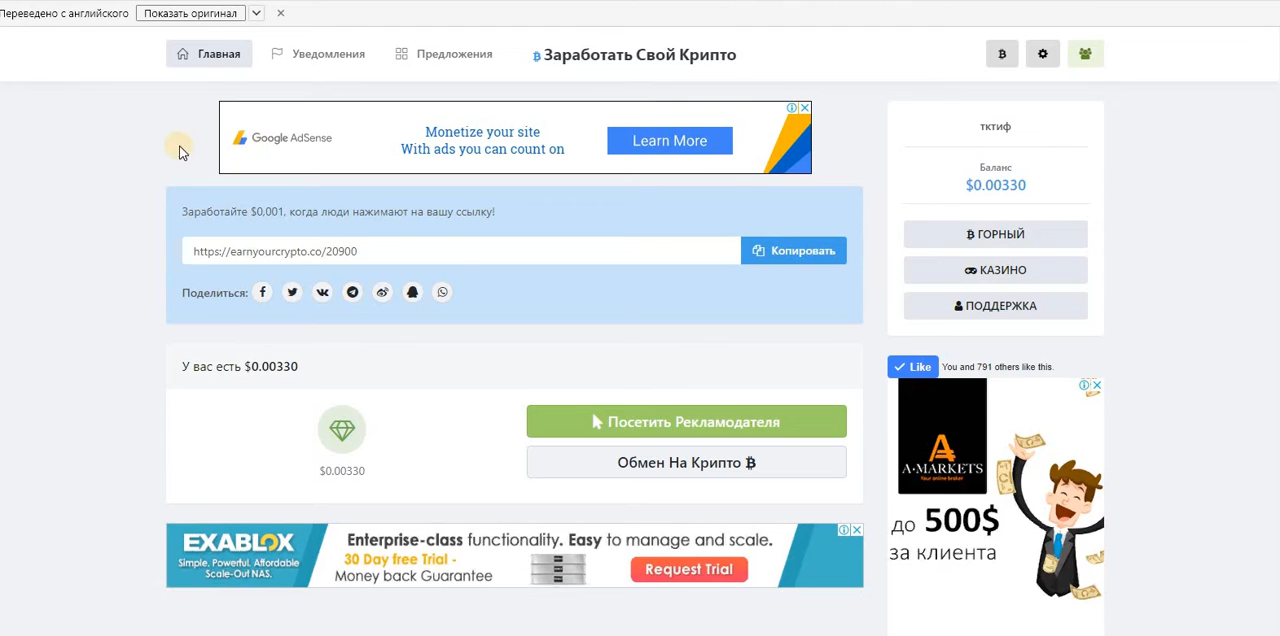 Переведено с английского
Показать оригинал
Главная
Уведомления
Предложения
Заработать Свой Крипто
Google AdSense
Monetize your site
With ads you can count on
Learn More
Заработайте $0,001, когда люди нажимают на вашу ссылку!
https://earnyourcrypto.co/20900
Копировать
Поделиться:
У вас есть $0.00330
$0.00330
Посетить Рекламодателя
Обмен На Крипто
EXABLOX
Simple, Powerful, Affordable
Scale-Out NAS.
Enterprise-class functionality. Easy to manage and scale.
30 Day free Trial -
Money back Guarantee
Request Trial
тктиф
Баланс
$0.00330
ГОРНЫЙ
КАЗИНО
ПОДДЕРЖКА
Like
You and 791 others like this.
A-MARKETS
Your online broker
до 500$
за клиента